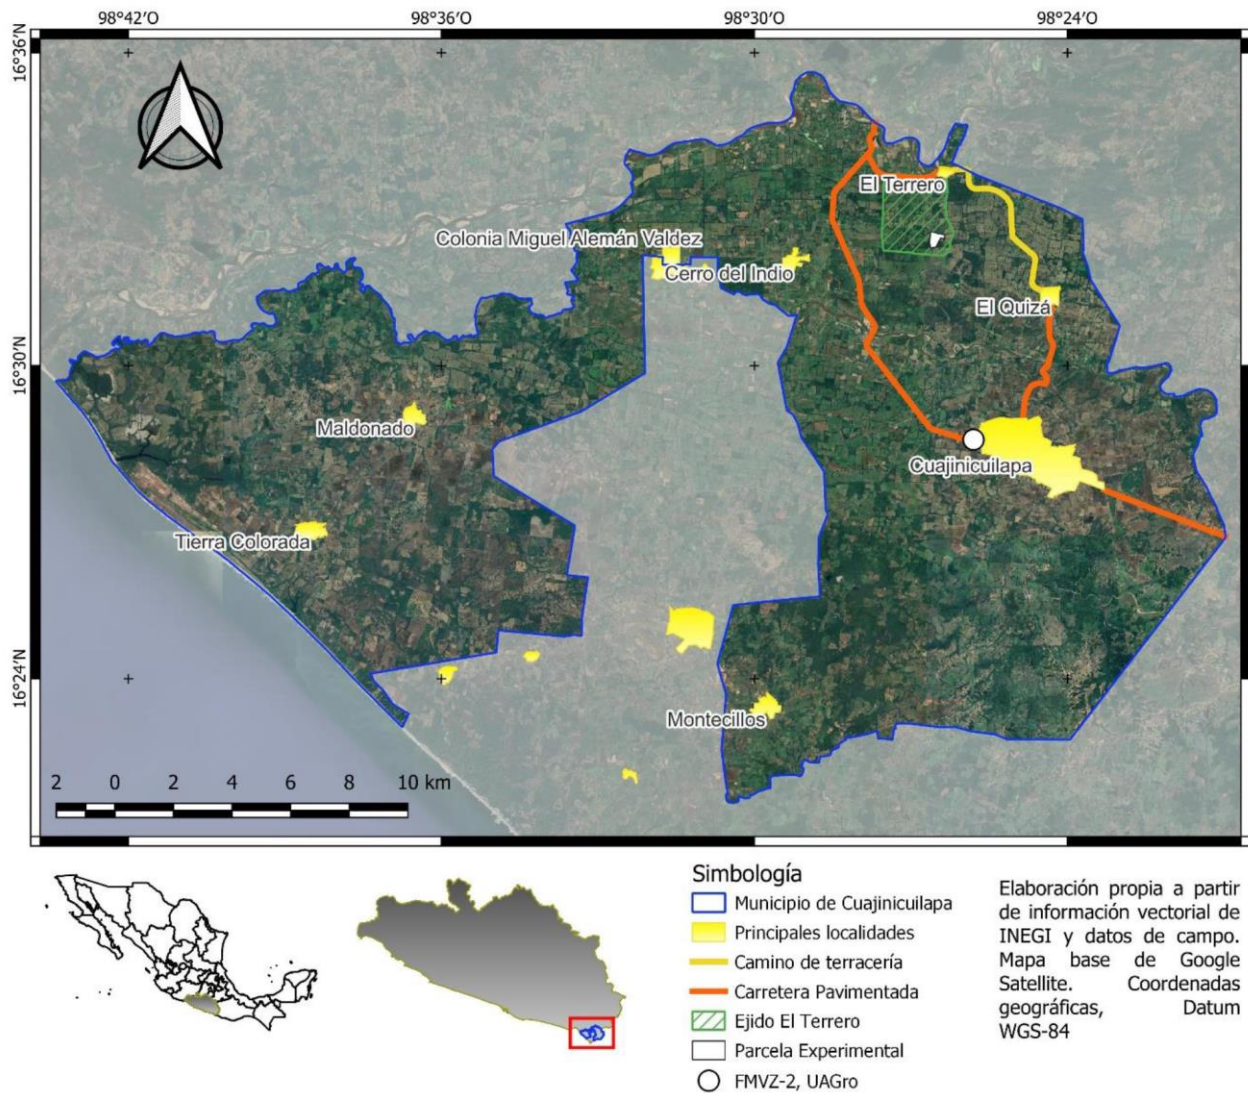 98°42'O 98°36'O 98°30'O 98°24'O
16°36'N
El Terrero
Colonia Miguel Alemán Valdez
Cerro del Indio
El Quizá
16°30'N
Maldonado
Cuajinicuilapa
Tierra Colorada
16°24'N
Montecillos
2 0 2 4 6 8 10 km
Simbología
Municipio de Cuajinicuilapa
Principales localidades
Camino de terracería
Carretera Pavimentada
Ejido El Terrero
Parcela Experimental
FMVZ-2, UAGro
Elaboración propia a partir
de información vectorial de
INEGI y datos de campo.
Mapa base de Google
Satellite. Coordenadas
geográficas, Datum
WGS-84